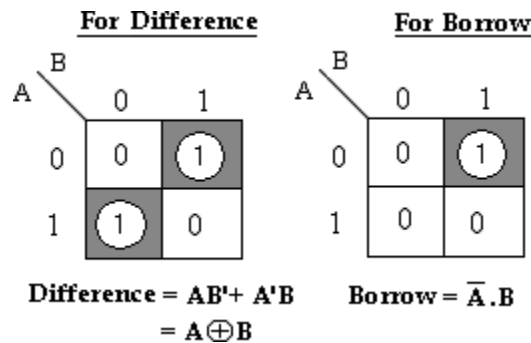 For Difference
B
A
0 1
0 0 1
1 1 0
Difference = AB'+ A'B
= A⊕B
For Borrow
B
A
0 1
0 0 1
1 0 0
Borrow = A̅.B